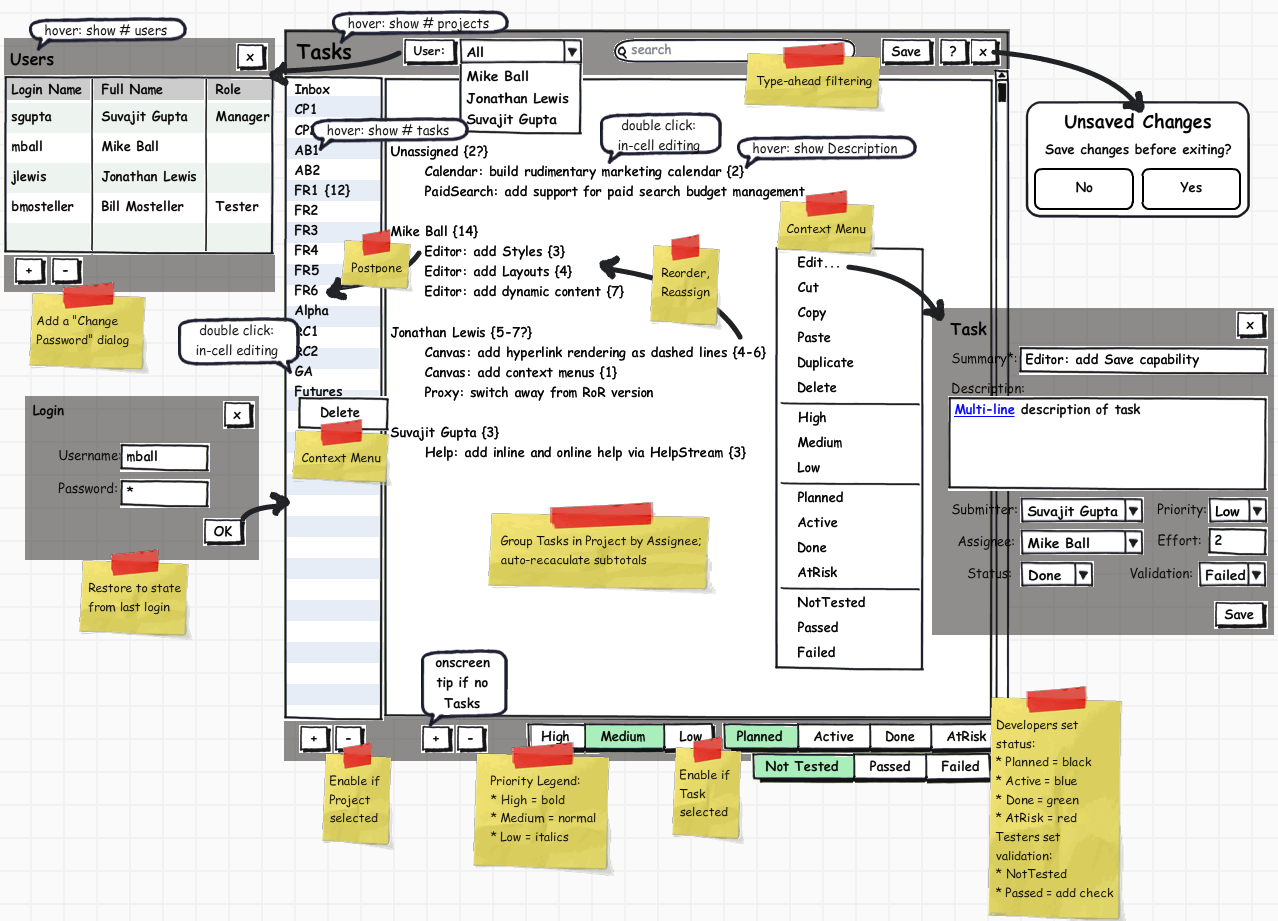 hover: show # users
Users
x
Login Name Full Name Role
sgupta Suvajit Gupta Manager
mball Mike Ball
jlewis Jonathan Lewis
bmosteller Bill Mosteller Tester
+ -
Add a "Change
Password" dialog
Login
x
Username: mball
Password: *
OK
Restore to state
from last login
hover: show # projects
Tasks
User: All
Mike Ball
Jonathan Lewis
Suvajit Gupta
search
Type-ahead filtering
Save ? x
Inbox
CP1
hover: show # tasks
AB1
AB2
FR1 {12}
FR2
FR3
FR4
FR5
FR6
Alpha
RC1
RC2
GA
Futures
Postpone
double click:
in-cell editing
Delete
Context Menu
double click:
in-cell editing
hover: show Description
Unassigned {2?}
Calendar: build rudimentary marketing calendar {2}
PaidSearch: add support for paid search budget management
Mike Ball {14}
Editor: add Styles {3}
Editor: add Layouts {4}
Editor: add dynamic content {7}
Reorder,
Reassign
Jonathan Lewis {5-7?}
Canvas: add hyperlink rendering as dashed lines {4-6}
Canvas: add context menus {1}
Proxy: switch away from RoR version
Suvajit Gupta {3}
Help: add inline and online help via HelpStream {3}
Group Tasks in Project by Assignee;
auto-recaculate subtotals
Context Menu
Edit...
Cut
Copy
Paste
Duplicate
Delete
High
Medium
Low
Planned
Active
Done
AtRisk
NotTested
Passed
Failed
Unsaved Changes
Save changes before exiting?
No Yes
Task
x
Summary*: Editor: add Save capability
Description:
Multi-line description of task
Submitter: Suvajit Gupta Priority: Low
Assignee: Mike Ball Effort: 2
Status: Done Validation: Failed
Save
onscreen
tip if no
Tasks
+ - + -
High Medium Low Planned Active Done AtRisk
Not Tested Passed Failed
Enable if
Project
selected
Priority Legend:
* High = bold
* Medium = normal
* Low = italics
Enable if
Task
selected
Developers set
status:
* Planned = black
* Active = blue
* Done = green
* AtRisk = red
Testers set
validation:
* NotTested
* Passed = add check